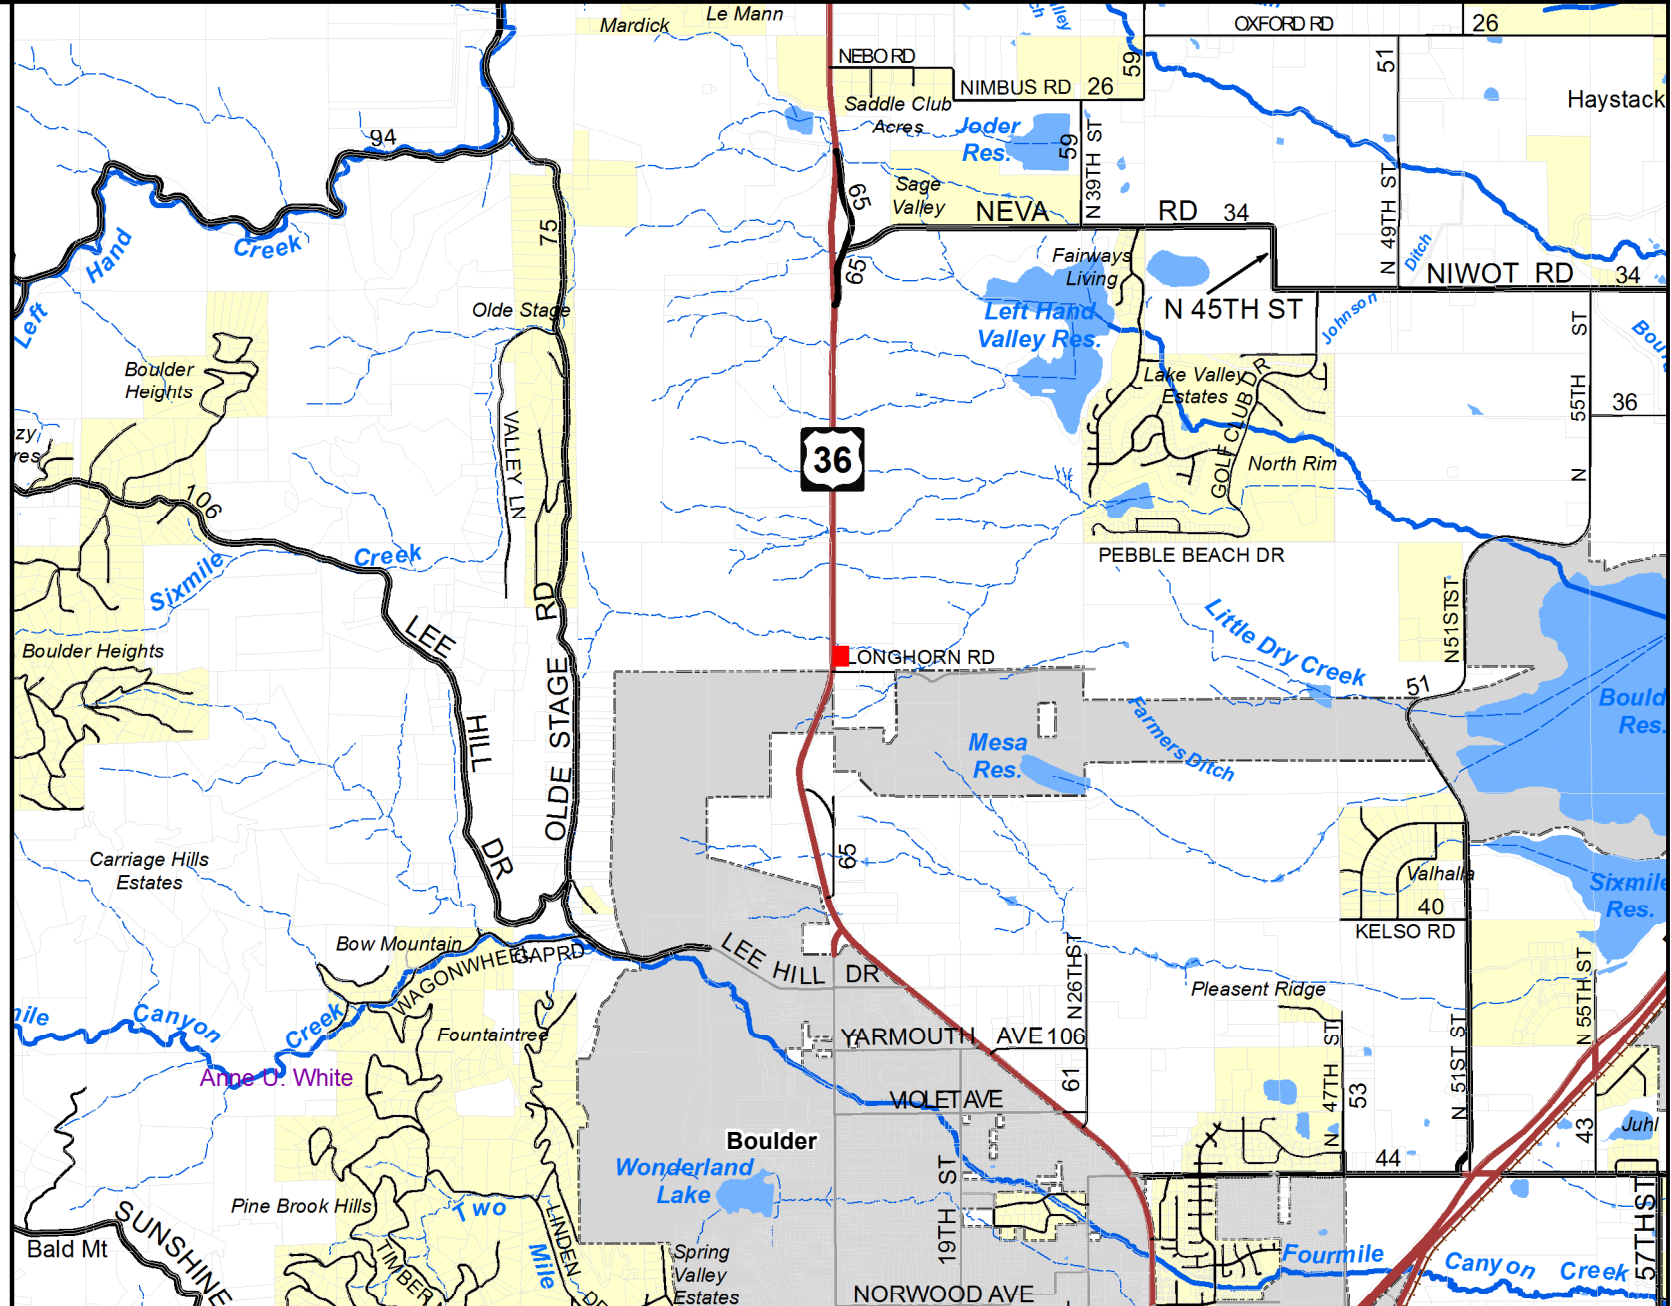 Mardick
Le Mann
OXFORD RD
26
NEBO RD
NIMBUS RD
26
59
51
Haystack
Saddle Club
Acres
Joder
Res.
59
N 39TH ST
94
65
Sage
Valley
NEVA RD
34
N 49TH ST
Ditch
Left Hand Creek
75
65
Fairways
Living
N 45TH ST
NIWOT RD
34
Olde Stage
Left Hand
Valley Res.
Johnson
N 55TH ST
36
Boulder
Heights
VALLEY LN
Lake Valley
Estates
GOLF CLUB DR
36
North Rim
106
Sixmile Creek
PEBBLE BEACH DR
LEE HILL DR
OLDE STAGE RD
Little Dry Creek
N 51ST ST
Boulder Heights
LONGHORN RD
51
Farmers Ditch
Bould
Res.
Mesa
Res.
65
Carriage Hills
Estates
Valhalla
40
KELSO RD
Sixmile
Res.
Bow Mountain
WAGONWHEEL GAP RD
LEE HILL DR
N 26TH ST
Pleasent Ridge
N 55TH ST
Canyon Creek
Fountaintree
YARMOUTH AVE 106
Anne U. White
61
N 47TH ST
53
N 51ST ST
VIOLET AVE
43
Juhl
Boulder
Wonderland
Lake
44
19TH ST
57TH ST
Pine Brook Hills
Two
Mile
LINDEN
DR
TIMBER
SUNSHINE
Bald Mt
Spring
Valley
Estates
Fourmile Canyon Creek
NORWOOD AVE